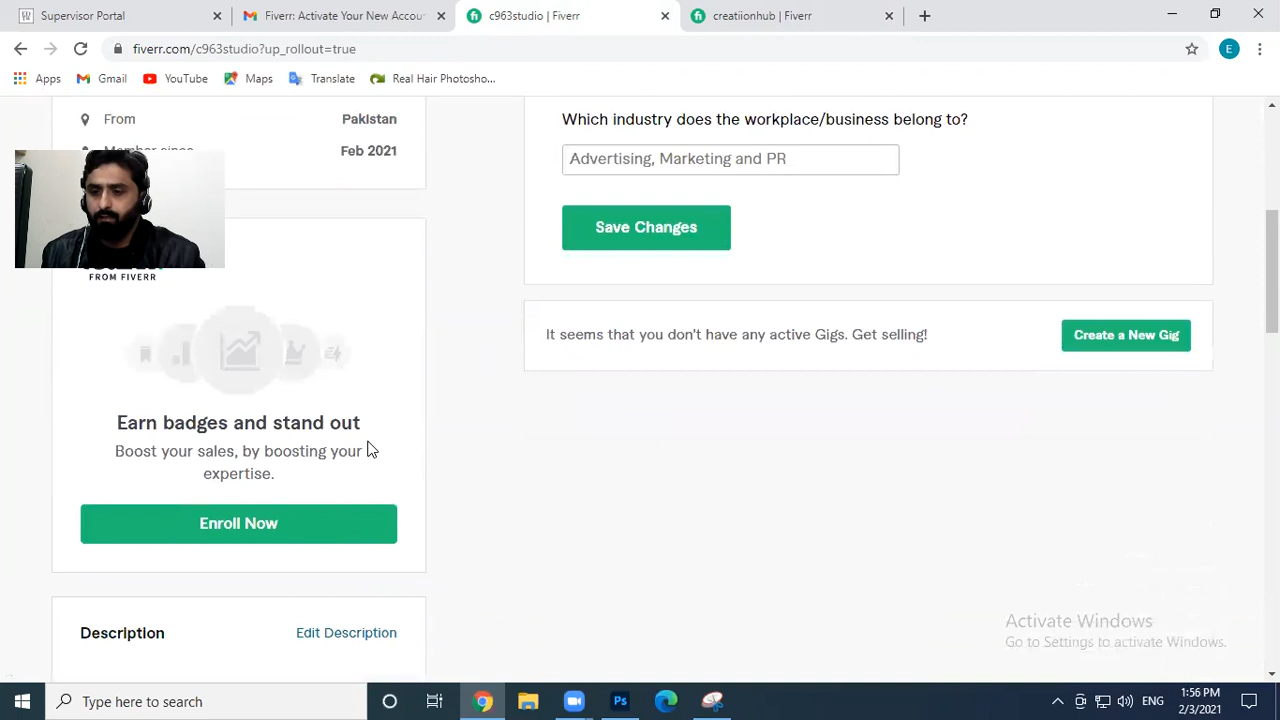 Supervisor Portal
Fiverr: Activate Your New Accou
c963studio | Fiverr
creatiionhub | Fiverr
fiverr.com/c963studio?up_rollout=true
E
Apps
Gmail
YouTube
Maps
Translate
Real Hair Photosho...
From Pakistan
Member since Feb 2021
FROM FIVERR
Earn badges and stand out
Boost your sales, by boosting your
expertise.
Enroll Now
Description Edit Description
Which industry does the workplace/business belong to?
Advertising, Marketing and PR
Save Changes
It seems that you don't have any active Gigs. Get selling!
Create a New Gig
Activate Windows
Go to Settings to activate Windows.
Type here to search
Ps
ENG
1:56 PM
2/3/2021